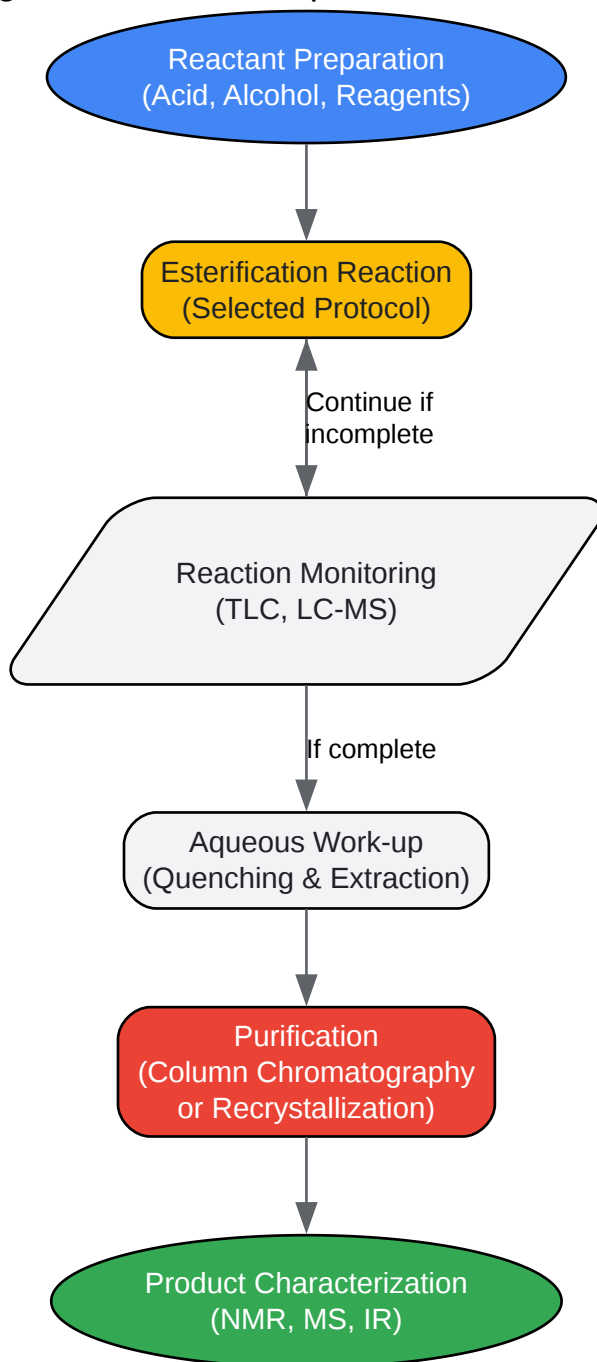 Reactant Preparation
(Acid, Alcohol, Reagents)
Esterification Reaction
(Selected Protocol)
Continue if
incomplete
Reaction Monitoring
(TLC, LC-MS)
If complete
Aqueous Work-up
(Quenching & Extraction)
Purification
(Column Chromatography
or Recrystallization)
Product Characterization
(NMR, MS, IR)